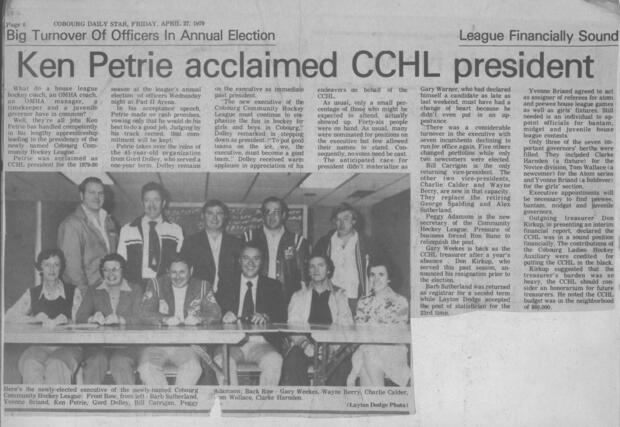 Page 6
COBOURG DAILY STAR, FRIDAY, APRIL 27, 1979
Big Turnover Of Officers In Annual Election
League Financially Sound
Ken Petrie acclaimed CCHL president
What do a house league
hockey coach, an OMHA coach,
an OMHA manager, a
timekeeper and a juvenile
governor have in common?
Well, they're all jobs Ken
Petrie has handled competently
in his lengthy apprenticeship
leading to the presidency of the
newly named Cobourg Com-
munity Hockey League.
Petrie was acclaimed as
CCHL president for the 1979-80
season at the league's annual
election of officers Wednesday
night at Pad II Arena.
In his acceptance speech,
Petrie made no rash promises,
vowing only that he would do his
best to do a good job. Judging by
his track record, that com-
mitment will be kept.
Petrie takes over the reins of
the 41-year-old organization
from Gord Dolley, who served a
one-year term. Dolley remains
on the executive as immediate
past president.
"The new executive of the
Cobourg Community Hockey
League must continue to em-
phasize the fun in hockey for
girls and boys in Cobourg,"
Dolley remarked in stepping
down as president. "To put good
teams on the ice, we, the
executive, must become a good
team." Dolley received warm
applause in appreciation of his
endeavors on behalf of the
CCHL.
As usual, only a small per-
centage of those who might be
expected to attend, actually
showed up. Forty-six people
were on hand. As usual, many
were nominated for positions on
the executive but few allowed
their names to stand. Con-
sequently, no votes need be cast.
The anticipated race for
president didn't materialize as
Gary Warner, who had declared
himself a candidate as late as
last weekend, must have had a
change of heart because he
didn't even put in an ap-
pearance.
There was a considerable
turnover in the executive with
seven incumbents declining to
run for office again. Five others
changed portfolios while only
two newcomers were elected.
Bill Carrigan is the only
returning vice-president. The
other two vice-presidents,
Charlie Calder and Wayne
Berry, are new in that capacity.
They replace the retiring
George Spalding and Alex
Sutherland.
Peggy Adamson is the new
secretary of the Community
Hockey League. Pressure of
business forced Ron Bune to
relinquish the post.
Gary Weekes is back as the
CCHL treasurer after a year's
absence. Don Kirkup, who
served this past season, an-
nounced his resignation prior to
the election.
Barb Sutherland was returned
as registrar for a second term
while Layton Dodge accepted
the post of statistician for the
23rd time.
Yvonne Briand agreed to act
as assignor of referees for atom
and peewee house league games
as well as girls' fixtures. Still
needed is an individual to ap-
point officials for bantam,
midget and juvenile house
league contests.
Only three of the seven im-
portant governors' berths were
filled. They included Clarke
Harnden (a fixture) for the
Novice division, Tom Wallace (a
newcomer) for the Atom series
and Yvonne Briand (a holdover)
for the girls' section.
Executive appointments will
be necessary to find peewee,
bantam, midget and juvenile
governors.
Outgoing treasurer Don
Kirkup, in presenting an interim
financial report, declared the
CCHL was in a sound position
financially. The contributions of
the Cobourg Ladies Hockey
Auxiliary were credited for
putting the CCHL in the black.
Kirkup suggested that the
treasurer's burden was so
heavy, the CCHL should con-
sider an honorarium for future
treasurers. He noted the CCHL
budget was in the neighborhood
of
Here's the newly-elected executive of the newly-named Cobourg
Community Hockey League: Front Row, from left - Barb Sutherland,
Yvonne Briand, Ken Petrie, Gord Dolley, Bill Carrigan, Peggy
Adamson; Back Row - Gary Weekes, Wayne Berry, Charlie Calder,
Tom Wallace, Clarke Harnden.
(Layton Dodge Photo)